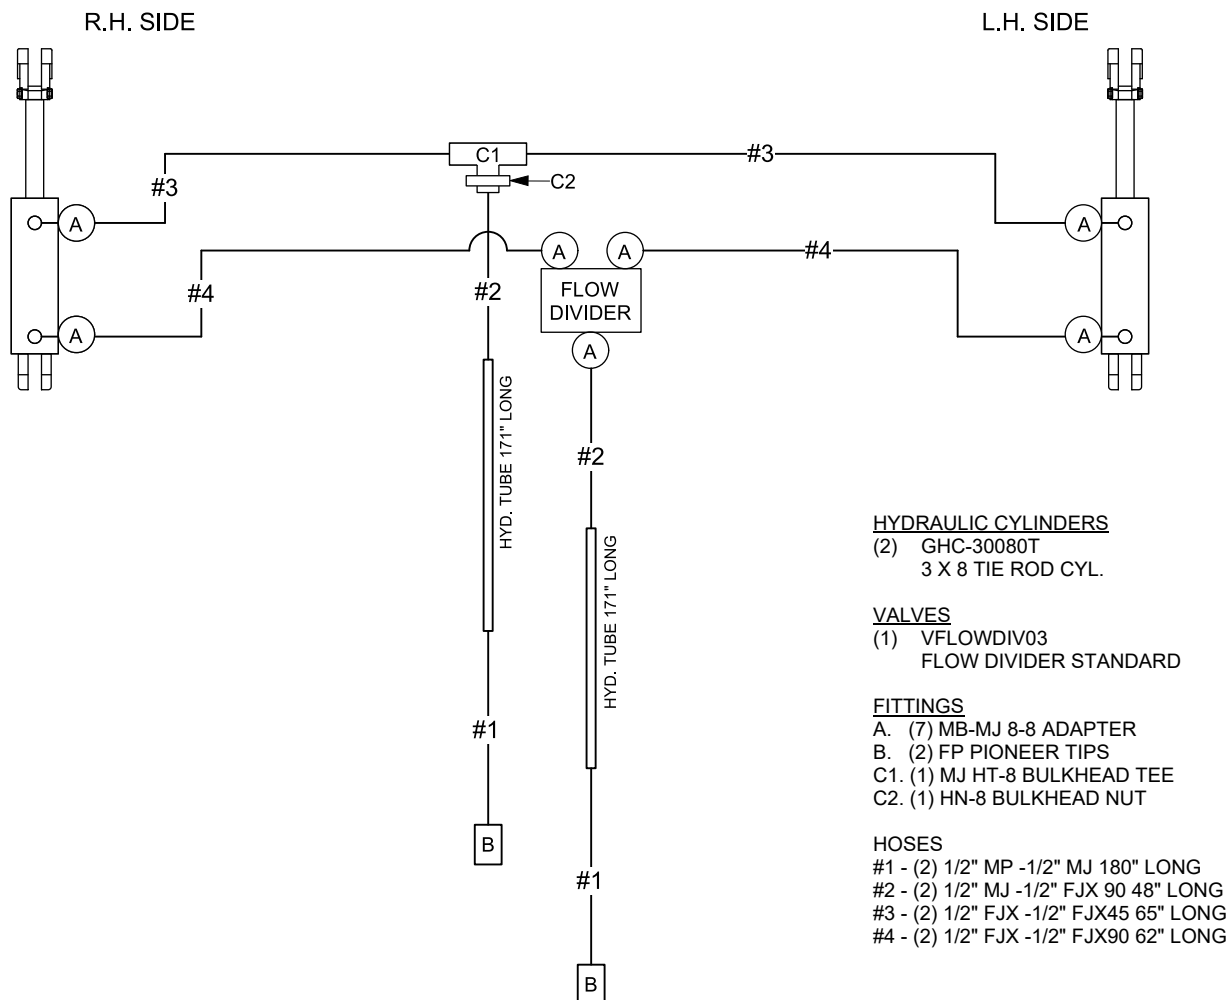 R.H. SIDE
L.H. SIDE
C1
#3
#3
C2
A
A
#4
A
A
#4
#2
FLOW
DIVIDER
A
A
A
HYD. TUBE 171" LONG
#2
HYD. TUBE 171" LONG
#1
B
#1
B
HYDRAULIC CYLINDERS
(2) GHC-30080T
3 X 8 TIE ROD CYL.
VALVES
(1) VFLOWDIV03
FLOW DIVIDER STANDARD
FITTINGS
A. (7) MB-MJ 8-8 ADAPTER
B. (2) FP PIONEER TIPS
C1. (1) MJ HT-8 BULKHEAD TEE
C2. (1) HN-8 BULKHEAD NUT
HOSES
#1 - (2) 1/2" MP -1/2" MJ 180" LONG
#2 - (2) 1/2" MJ -1/2" FJX 90 48" LONG
#3 - (2) 1/2" FJX -1/2" FJX45 65" LONG
#4 - (2) 1/2" FJX -1/2" FJX90 62" LONG